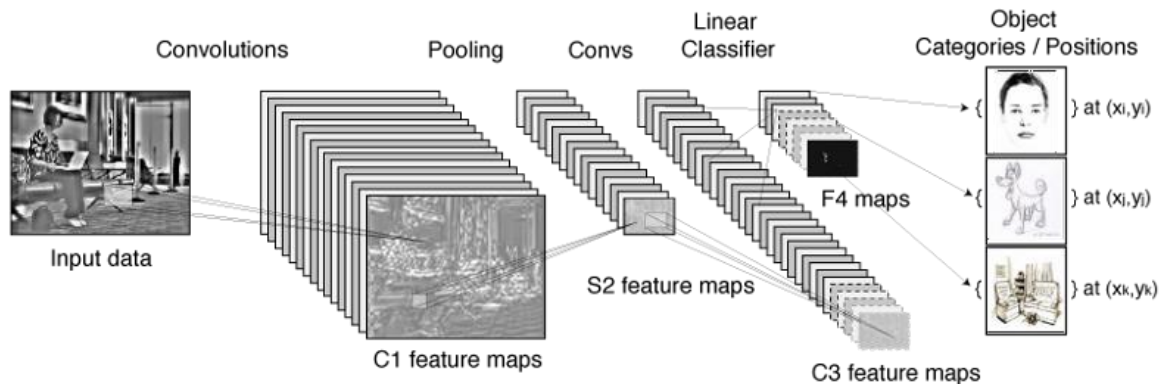 Convolutions
Pooling
Convs
Linear
Classifier
Object
Categories / Positions
{ } at (xi,yi)
{ } at (xj,yj)
{ } at (xk,yk)
Input data
C1 feature maps
S2 feature maps
F4 maps
C3 feature maps